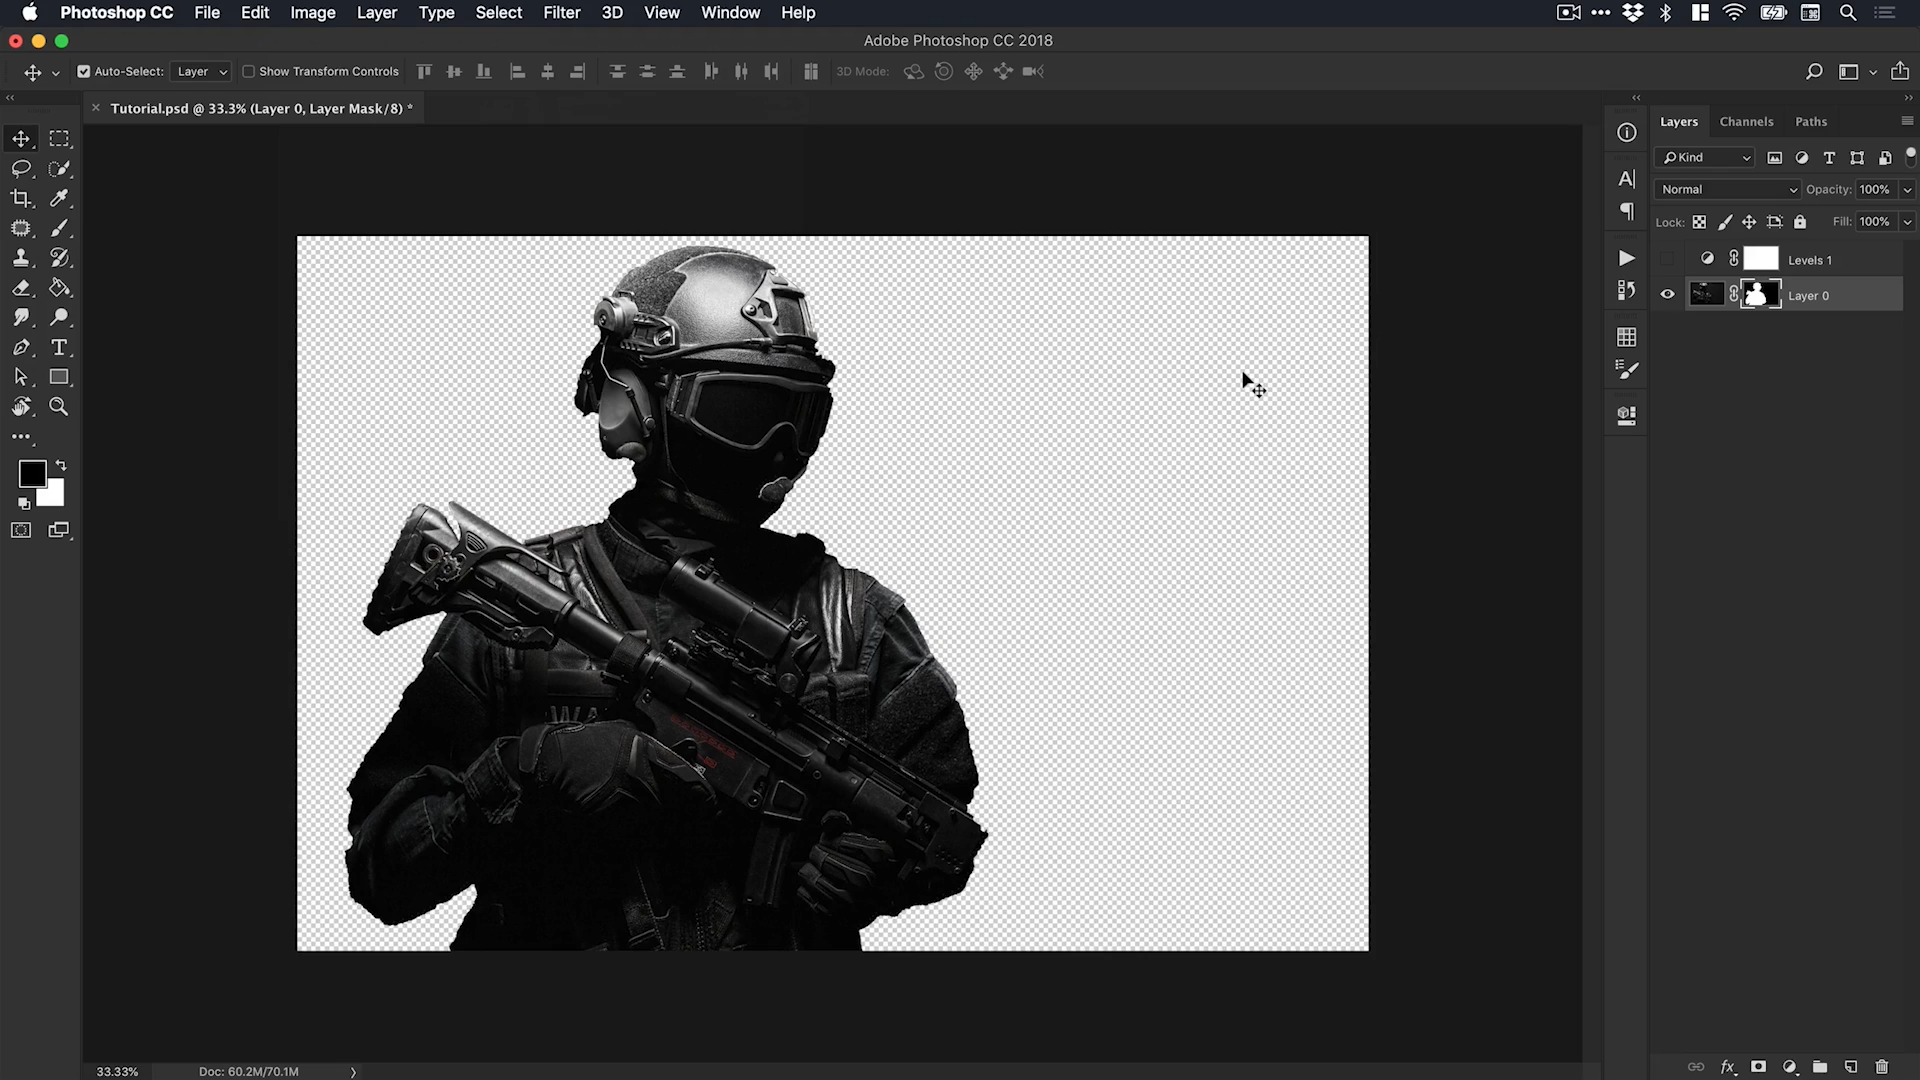 Photoshop CC File Edit Image Layer Type Select Filter 3D View Window Help
Adobe Photoshop CC 2018
Auto-Select: Layer Show Transform Controls 3D Mode:
Tutorial.psd @ 33.3% (Layer 0, Layer Mask/8) *
Layers Channels Paths
Kind
Normal Opacity: 100%
Lock: Fill: 100%
Levels 1
Layer 0
WA
33.33% Doc: 60.2M/70.1M